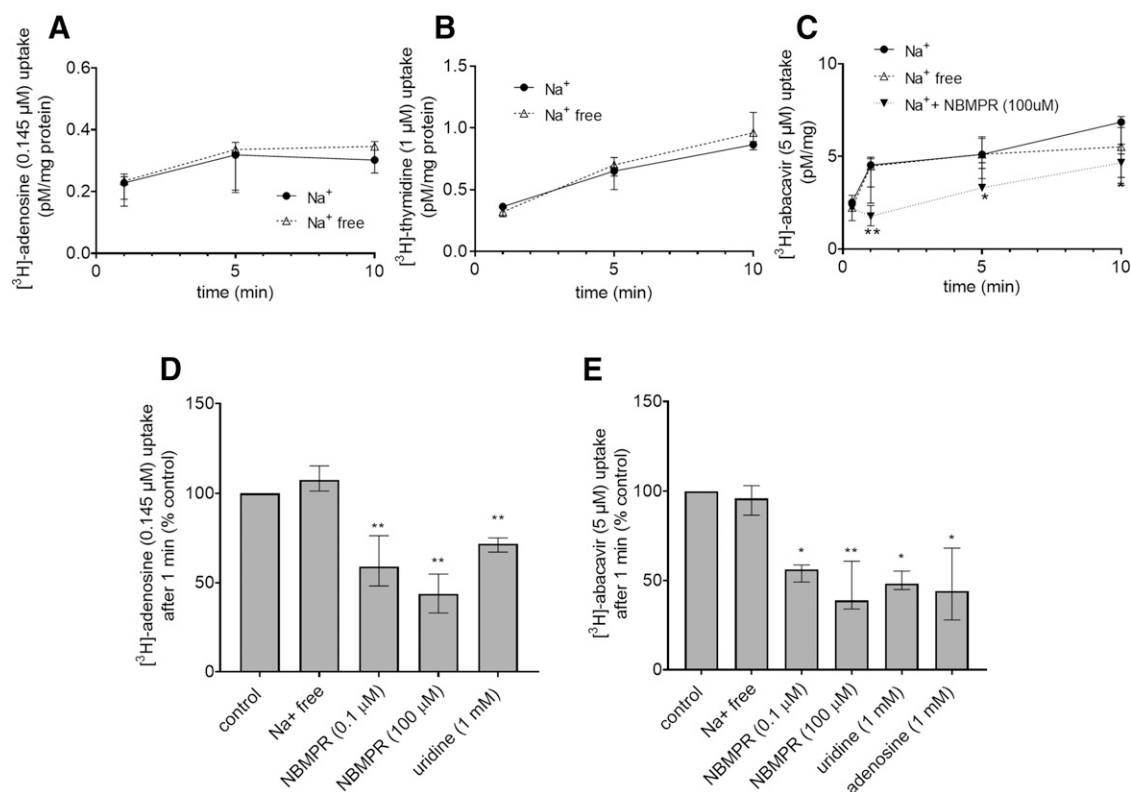 A
[³H]-adenosine (0.145 µM) uptake
(pM/mg protein)
0.6
0.4
0.2
0.0
0
5
10
time (min)
Na⁺
Na⁺ free
B
[³H]-thymidine (1 µM) uptake
(pM/mg protein)
1.5
1.0
0.5
0.0
0
5
10
time (min)
Na⁺
Na⁺ free
C
[³H]-abacavir (5 µM) uptake
(pM/mg)
10
5
0
0
5
10
time (min)
Na⁺
Na⁺ free
Na⁺ + NBMPR (100uM)
**
*
*
D
[³H]-adenosine (0.145 µM) uptake
after 1 min (% control)
150
100
50
0
**
**
**
control
Na+ free
NBMPR (0.1 µM)
NBMPR (100 µM)
uridine (1 mM)
E
[³H]-abacavir (5 µM) uptake
after 1 min (% control)
150
100
50
0
*
**
*
*
control
Na+ free
NBMPR (0.1 µM)
NBMPR (100 µM)
uridine (1 mM)
adenosine (1 mM)